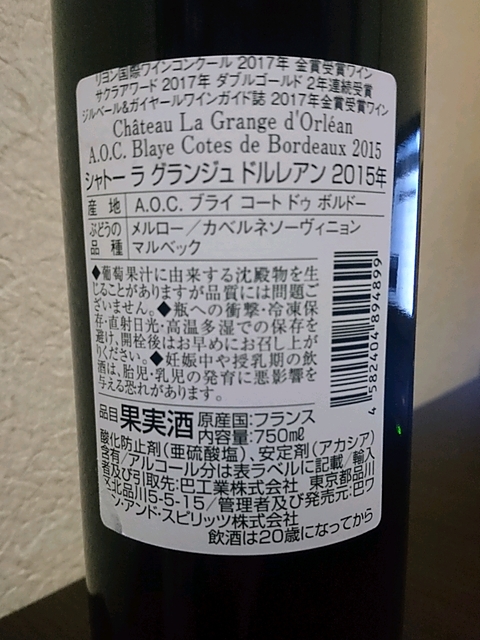 リヨン国際ワインコンクール 2017年 金賞受賞ワイン
サクラアワード 2017年 ダブルゴールド 2年連続受賞
ジルベール&ガイヤールワインガイド誌 2017年金賞受賞ワイン
Château La Grange d'Orléan
A.O.C. Blaye Cotes de Bordeaux 2015
シャトー ラ グランジュ ドルレアン 2015年
産地 A.O.C. ブライ コート ドゥ ボルドー
ぶどうの品種 メルロー/カベルネソーヴィニョン
マルベック
◆葡萄果汁に由来する沈殿物を生
じることがありますが品質には問題ご
ざいません。◆瓶への衝撃・冷凍保
存・直射日光・高温多湿での保存を
避け、開栓後はお早めにお召し上が
りください。◆妊娠中や授乳期の飲
酒は、胎児・乳児の発育に悪影響を
与える恐れがあります。
4 582404 894899
品目 果実酒 原産国:フランス
内容量:750mℓ
酸化防止剤(亜硫酸塩)、安定剤(アカシア)
含有/アルコール分は表ラベルに記載/輸入
者及び引取先:巴工業株式会社 東京都品川
区北品川5-5-15/管理者及び発売元:巴ワ
イン・アンド・スピリッツ株式会社
飲酒は20歳になってから